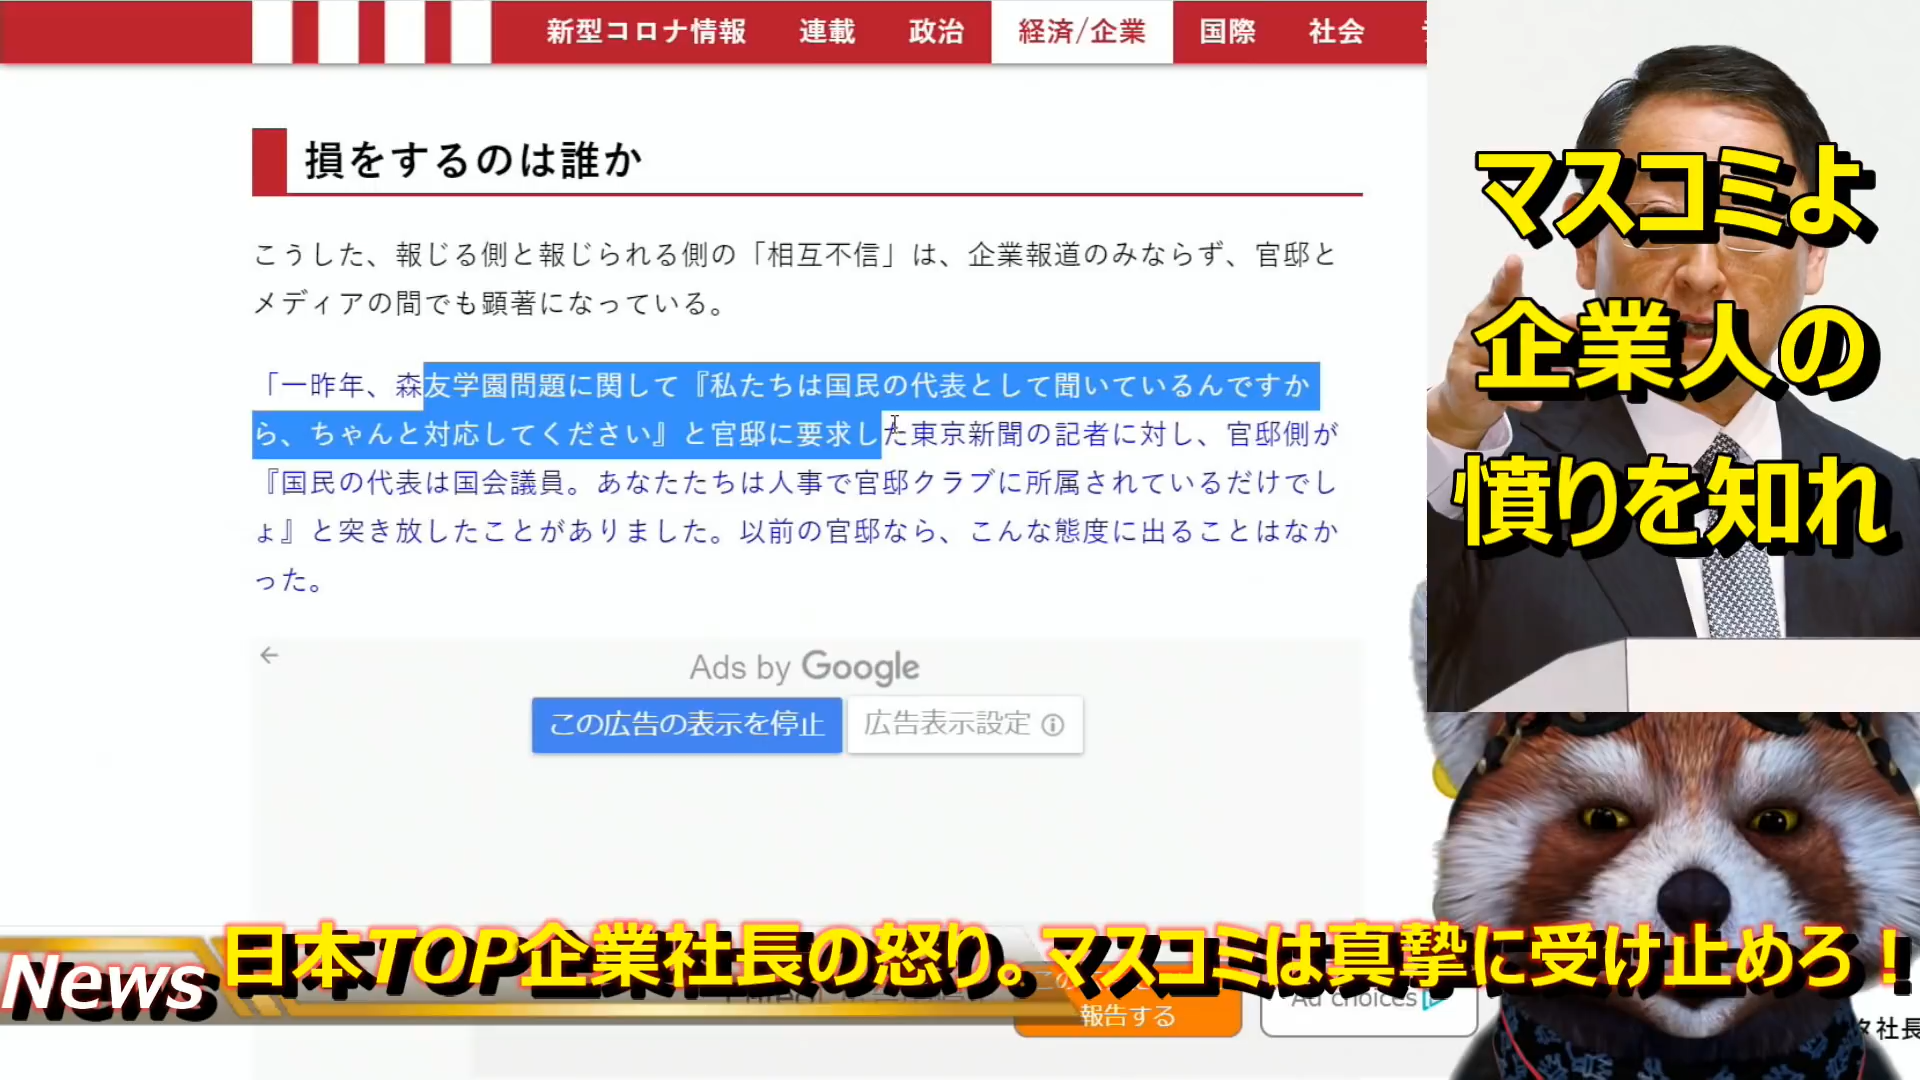 新型コロナ情報 連載 政治 経済/企業 国際 社会
損をするのは誰か
こうした、報じる側と報じられる側の「相互不信」は、企業報道のみならず、官邸と
メディアの間でも顕著になっている。
「一昨年、森友学園問題に関して『私たちは国民の代表として聞いているんですか
ら、ちゃんと対応してください』と官邸に要求した東京新聞の記者に対し、官邸側が
『国民の代表は国会議員。あなたたちは人事で官邸クラブに所属されているだけでし
ょ』と突き放したことがありました。以前の官邸なら、こんな態度に出ることはなか
った。
Ads by Google
この広告の表示を停止
広告表示設定
マスコミよ
企業人の
憤りを知れ
News
日本TOP企業社長の怒り。マスコミは真摯に受け止めろ！
報告する
Ad choices
社長